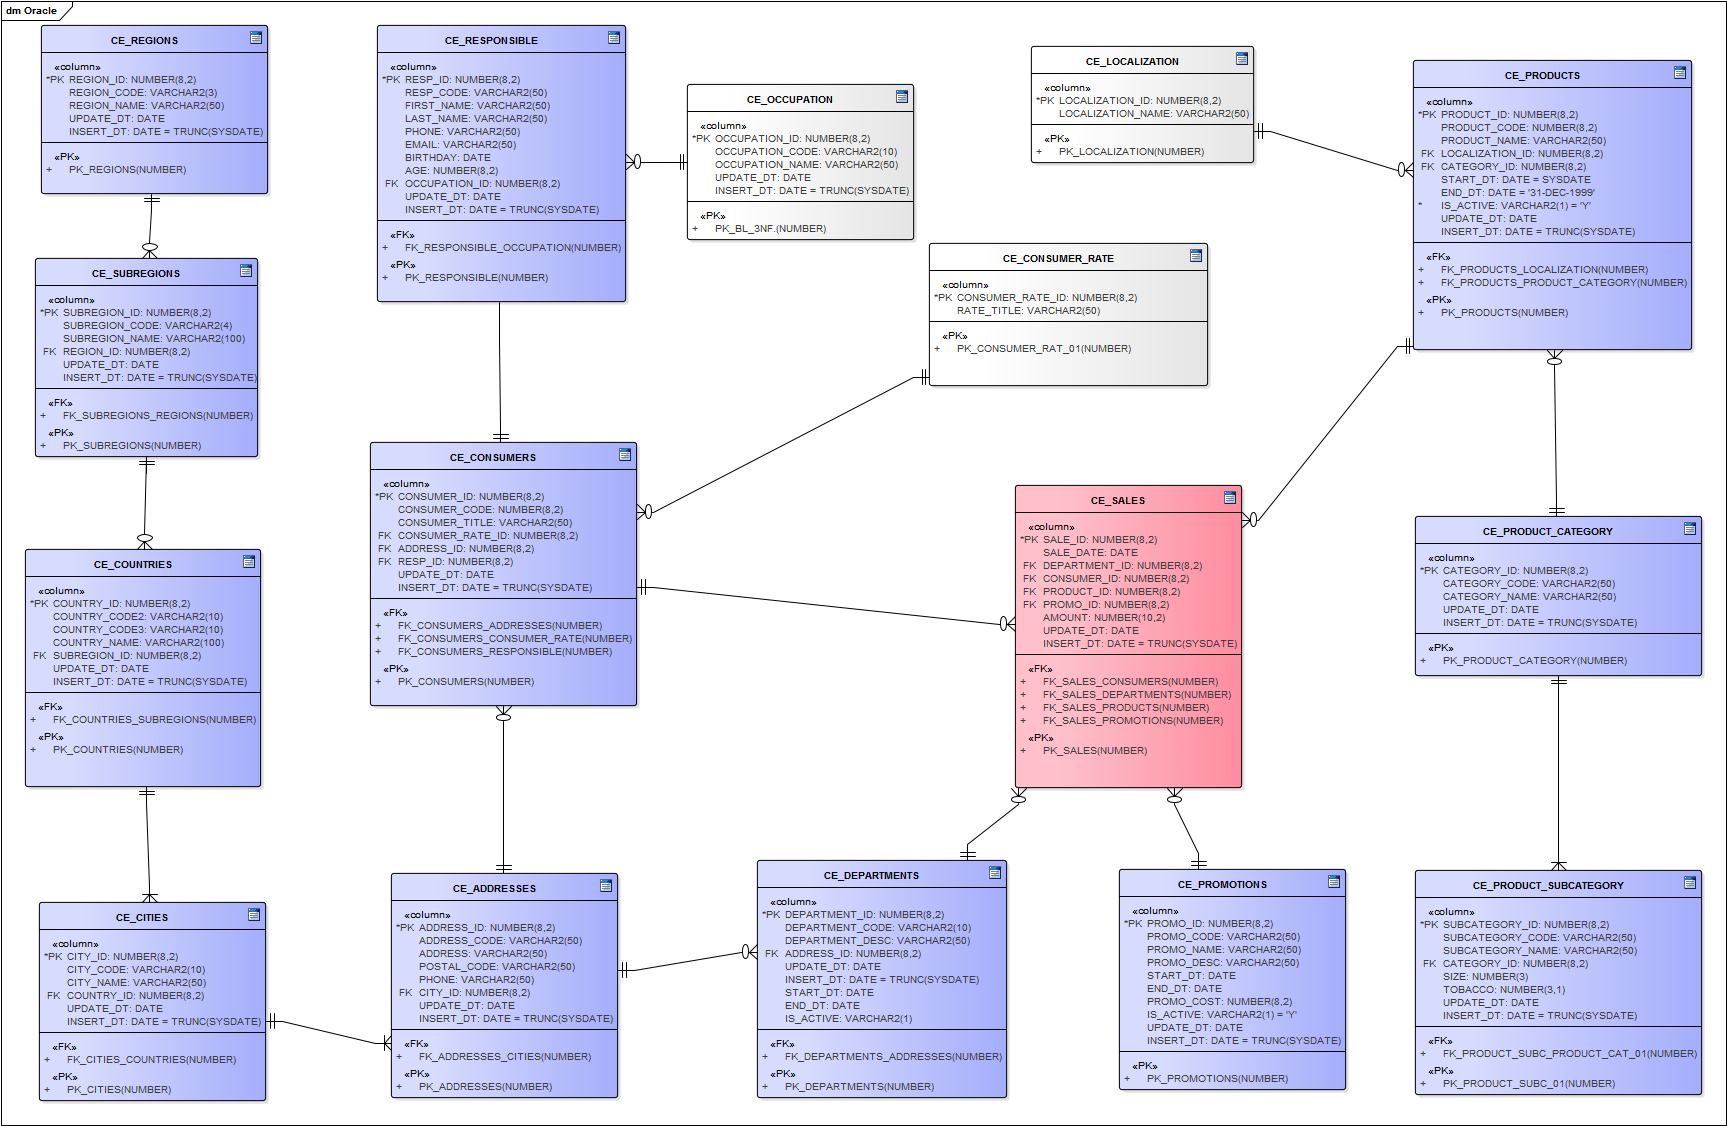 dm Oracle
CE_REGIONS
«column»
*PK REGION_ID: NUMBER(8,2)
REGION_CODE: VARCHAR2(3)
REGION_NAME: VARCHAR2(50)
UPDATE_DT: DATE
INSERT_DT: DATE = TRUNC(SYSDATE)
«PK»
+ PK_REGIONS(NUMBER)
CE_SUBREGIONS
«column»
*PK SUBREGION_ID: NUMBER(8,2)
SUBREGION_CODE: VARCHAR2(4)
SUBREGION_NAME: VARCHAR2(100)
FK REGION_ID: NUMBER(8,2)
UPDATE_DT: DATE
INSERT_DT: DATE = TRUNC(SYSDATE)
«FK»
+ FK_SUBREGIONS_REGIONS(NUMBER)
«PK»
+ PK_SUBREGIONS(NUMBER)
CE_COUNTRIES
«column»
*PK COUNTRY_ID: NUMBER(8,2)
COUNTRY_CODE2: VARCHAR2(10)
COUNTRY_CODE3: VARCHAR2(10)
COUNTRY_NAME: VARCHAR2(100)
FK SUBREGION_ID: NUMBER(8,2)
UPDATE_DT: DATE
INSERT_DT: DATE = TRUNC(SYSDATE)
«FK»
+ FK_COUNTRIES_SUBREGIONS(NUMBER)
«PK»
+ PK_COUNTRIES(NUMBER)
CE_CITIES
«column»
*PK CITY_ID: NUMBER(8,2)
CITY_CODE: VARCHAR2(10)
CITY_NAME: VARCHAR2(50)
FK COUNTRY_ID: NUMBER(8,2)
UPDATE_DT: DATE
INSERT_DT: DATE = TRUNC(SYSDATE)
«FK»
+ FK_CITIES_COUNTRIES(NUMBER)
«PK»
+ PK_CITIES(NUMBER)
CE_RESPONSIBLE
«column»
*PK RESP_ID: NUMBER(8,2)
RESP_CODE: VARCHAR2(50)
FIRST_NAME: VARCHAR2(50)
LAST_NAME: VARCHAR2(50)
PHONE: VARCHAR2(50)
EMAIL: VARCHAR2(50)
BIRTHDAY: DATE
AGE: NUMBER(8,2)
FK OCCUPATION_ID: NUMBER(8,2)
UPDATE_DT: DATE
INSERT_DT: DATE = TRUNC(SYSDATE)
«FK»
+ FK_RESPONSIBLE_OCCUPATION(NUMBER)
«PK»
+ PK_RESPONSIBLE(NUMBER)
CE_OCCUPATION
«column»
*PK OCCUPATION_ID: NUMBER(8,2)
OCCUPATION_CODE: VARCHAR2(10)
OCCUPATION_NAME: VARCHAR2(50)
UPDATE_DT: DATE
INSERT_DT: DATE = TRUNC(SYSDATE)
«PK»
+ PK_BL_3NF.(NUMBER)
CE_CONSUMERS
«column»
*PK CONSUMER_ID: NUMBER(8,2)
CONSUMER_CODE: NUMBER(8,2)
CONSUMER_TITLE: VARCHAR2(50)
FK CONSUMER_RATE_ID: NUMBER(8,2)
FK ADDRESS_ID: NUMBER(8,2)
FK RESP_ID: NUMBER(8,2)
UPDATE_DT: DATE
INSERT_DT: DATE = TRUNC(SYSDATE)
«FK»
+ FK_CONSUMERS_ADDRESSES(NUMBER)
+ FK_CONSUMERS_CONSUMER_RATE(NUMBER)
+ FK_CONSUMERS_RESPONSIBLE(NUMBER)
«PK»
+ PK_CONSUMERS(NUMBER)
CE_ADDRESSES
«column»
*PK ADDRESS_ID: NUMBER(8,2)
ADDRESS_CODE: VARCHAR2(50)
ADDRESS: VARCHAR2(50)
POSTAL_CODE: VARCHAR2(50)
PHONE: VARCHAR2(50)
FK CITY_ID: NUMBER(8,2)
UPDATE_DT: DATE
INSERT_DT: DATE = TRUNC(SYSDATE)
«FK»
+ FK_ADDRESSES_CITIES(NUMBER)
«PK»
+ PK_ADDRESSES(NUMBER)
CE_LOCALIZATION
«column»
*PK LOCALIZATION_ID: NUMBER(8,2)
LOCALIZATION_NAME: VARCHAR2(50)
«PK»
+ PK_LOCALIZATION(NUMBER)
CE_CONSUMER_RATE
«column»
*PK CONSUMER_RATE_ID: NUMBER(8,2)
RATE_TITLE: VARCHAR2(50)
«PK»
+ PK_CONSUMER_RAT_01(NUMBER)
CE_SALES
«column»
*PK SALE_ID: NUMBER(8,2)
SALE_DATE: DATE
FK DEPARTMENT_ID: NUMBER(8,2)
FK CONSUMER_ID: NUMBER(8,2)
FK PRODUCT_ID: NUMBER(8,2)
FK PROMO_ID: NUMBER(8,2)
AMOUNT: NUMBER(10,2)
UPDATE_DT: DATE
INSERT_DT: DATE = TRUNC(SYSDATE)
«FK»
+ FK_SALES_CONSUMERS(NUMBER)
+ FK_SALES_DEPARTMENTS(NUMBER)
+ FK_SALES_PRODUCTS(NUMBER)
+ FK_SALES_PROMOTIONS(NUMBER)
«PK»
+ PK_SALES(NUMBER)
CE_DEPARTMENTS
«column»
*PK DEPARTMENT_ID: NUMBER(8,2)
DEPARTMENT_CODE: VARCHAR2(10)
DEPARTMENT_DESC: VARCHAR2(50)
FK ADDRESS_ID: NUMBER(8,2)
UPDATE_DT: DATE
INSERT_DT: DATE = TRUNC(SYSDATE)
START_DT: DATE
END_DT: DATE
IS_ACTIVE: VARCHAR2(1)
«FK»
+ FK_DEPARTMENTS_ADDRESSES(NUMBER)
«PK»
+ PK_DEPARTMENTS(NUMBER)
CE_PROMOTIONS
«column»
*PK PROMO_ID: NUMBER(8,2)
PROMO_CODE: VARCHAR2(50)
PROMO_NAME: VARCHAR2(50)
PROMO_DESC: VARCHAR2(50)
START_DT: DATE
END_DT: DATE
PROMO_COST: NUMBER(8,2)
IS_ACTIVE: VARCHAR2(1) = 'Y'
UPDATE_DT: DATE
INSERT_DT: DATE = TRUNC(SYSDATE)
«PK»
+ PK_PROMOTIONS(NUMBER)
CE_PRODUCTS
«column»
*PK PRODUCT_ID: NUMBER(8,2)
PRODUCT_CODE: NUMBER(8,2)
PRODUCT_NAME: VARCHAR2(50)
FK LOCALIZATION_ID: NUMBER(8,2)
FK CATEGORY_ID: NUMBER(8,2)
START_DT: DATE = SYSDATE
END_DT: DATE = '31-DEC-1999'
* IS_ACTIVE: VARCHAR2(1) = 'Y'
UPDATE_DT: DATE
INSERT_DT: DATE = TRUNC(SYSDATE)
«FK»
+ FK_PRODUCTS_LOCALIZATION(NUMBER)
+ FK_PRODUCTS_PRODUCT_CATEGORY(NUMBER)
«PK»
+ PK_PRODUCTS(NUMBER)
CE_PRODUCT_CATEGORY
«column»
*PK CATEGORY_ID: NUMBER(8,2)
CATEGORY_CODE: VARCHAR2(50)
CATEGORY_NAME: VARCHAR2(50)
UPDATE_DT: DATE
INSERT_DT: DATE = TRUNC(SYSDATE)
«PK»
+ PK_PRODUCT_CATEGORY(NUMBER)
CE_PRODUCT_SUBCATEGORY
«column»
*PK SUBCATEGORY_ID: NUMBER(8,2)
SUBCATEGORY_CODE: VARCHAR2(50)
SUBCATEGORY_NAME: VARCHAR2(50)
FK CATEGORY_ID: NUMBER(8,2)
SIZE: NUMBER(3)
TOBACCO: NUMBER(3,1)
UPDATE_DT: DATE
INSERT_DT: DATE = TRUNC(SYSDATE)
«FK»
+ FK_PRODUCT_SUBC_PRODUCT_CAT_01(NUMBER)
«PK»
+ PK_PRODUCT_SUBC_01(NUMBER)